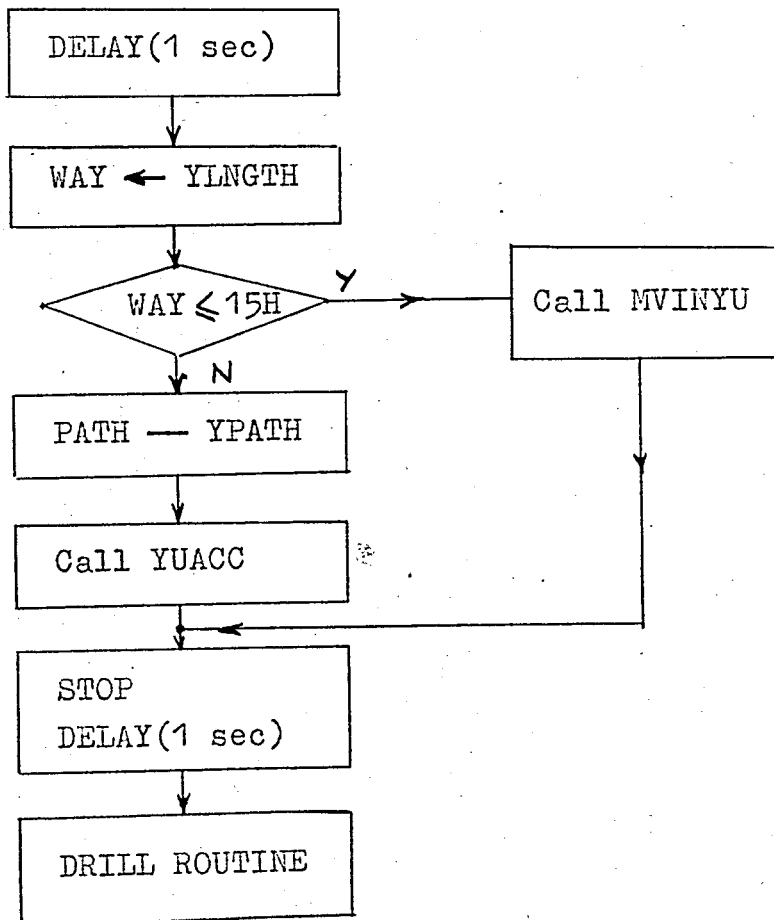 DELAY(1 sec)
WAY ← YLNGTH
WAY ≤ 15H
Y
Call MVINYU
N
PATH — YPATH
Call YUACC
STOP
DELAY(1 sec)
DRILL ROUTINE